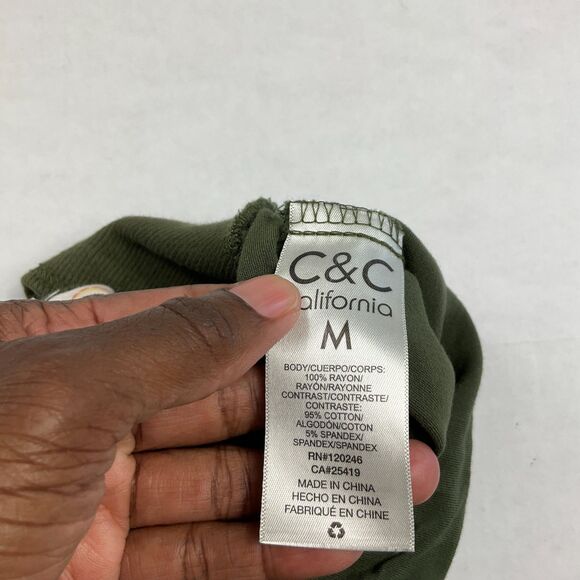 C&C
alifornia
M
BODY/CUERPO/CORPS:
100% RAYON/
RAYÓN/RAYONNE
CONTRAST/CONTRASTE/
CONTRASTE:
95% COTTON/
ALGODÓN/COTON
5% SPANDEX/
SPANDEX/SPANDEX
RN#120246
CA#25419
MADE IN CHINA
HECHO EN CHINA
FABRIQUÉ EN CHINE